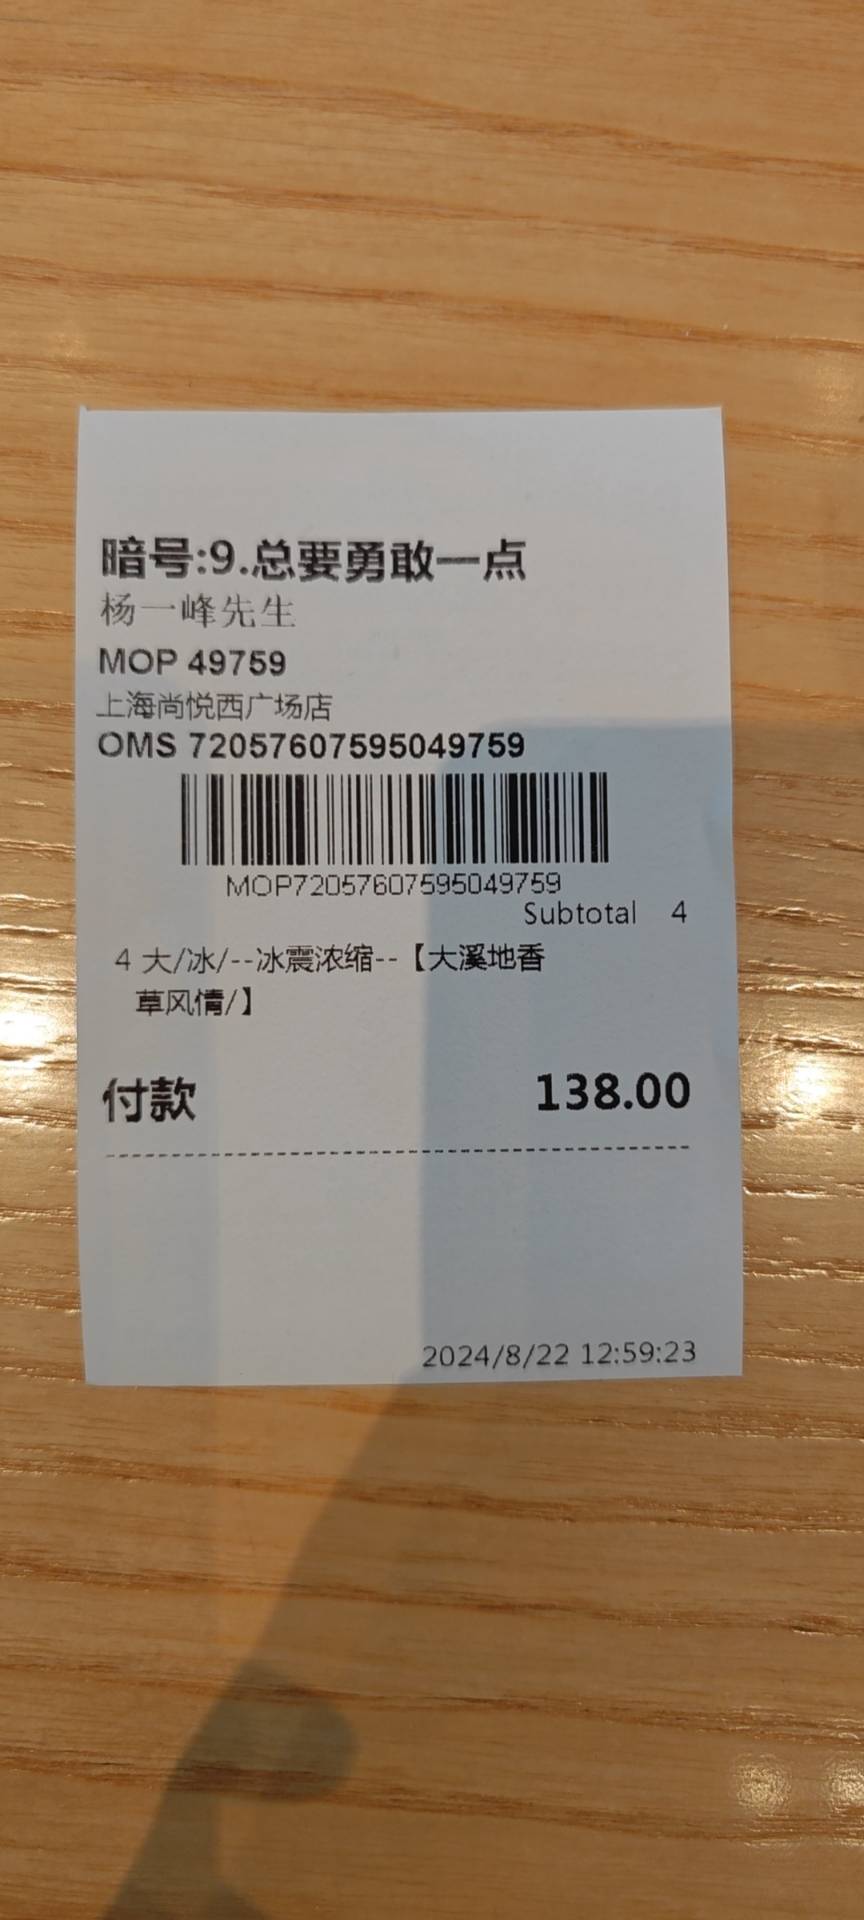 暗号:9.总要勇敢一点
杨一峰先生
MOP 49759
上海尚悦西广场店
OMS 72057607595049759
MOP72057607595049759
Subtotal 4
4 大/冰/--冰震浓缩--【大溪地香
草风情/】
付款 138.00
2024/8/22 12:59:23